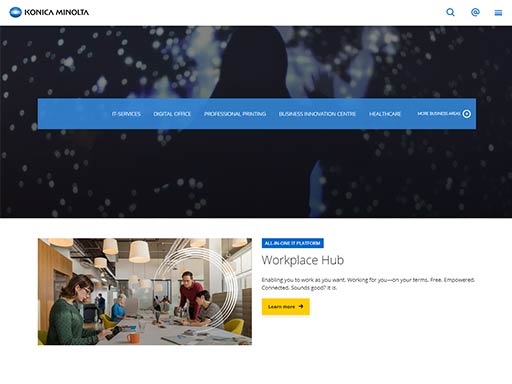 KONICA MINOLTA
IT-SERVICES DIGITAL OFFICE PROFESSIONAL PRINTING BUSINESS INNOVATION CENTRE HEALTHCARE MORE BUSINESS AREAS
ALL-IN-ONE IT PLATFORM
Workplace Hub
Enabling you to work as you want. Working for you—on your terms. Free. Empowered.
Connected. Sounds good? It is.
Learn more